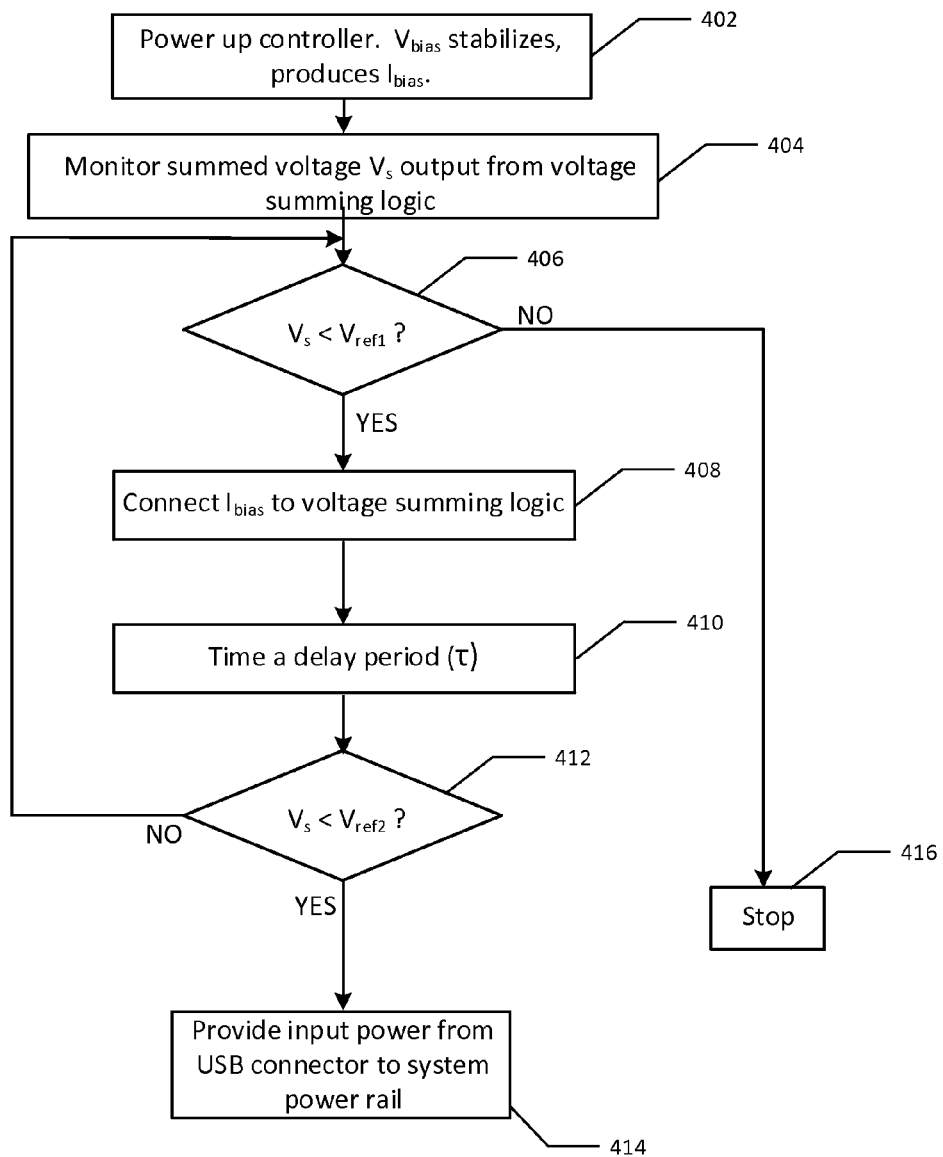 Power up controller. Vbias stabilizes,
produces Ibias.
402
Monitor summed voltage Vs output from voltage
summing logic
404
406
Vs < Vref1 ?
NO
YES
Connect Ibias to voltage summing logic
408
Time a delay period (τ)
410
412
Vs < Vref2 ?
NO
YES
416
Stop
Provide input power from
USB connector to system
power rail
414